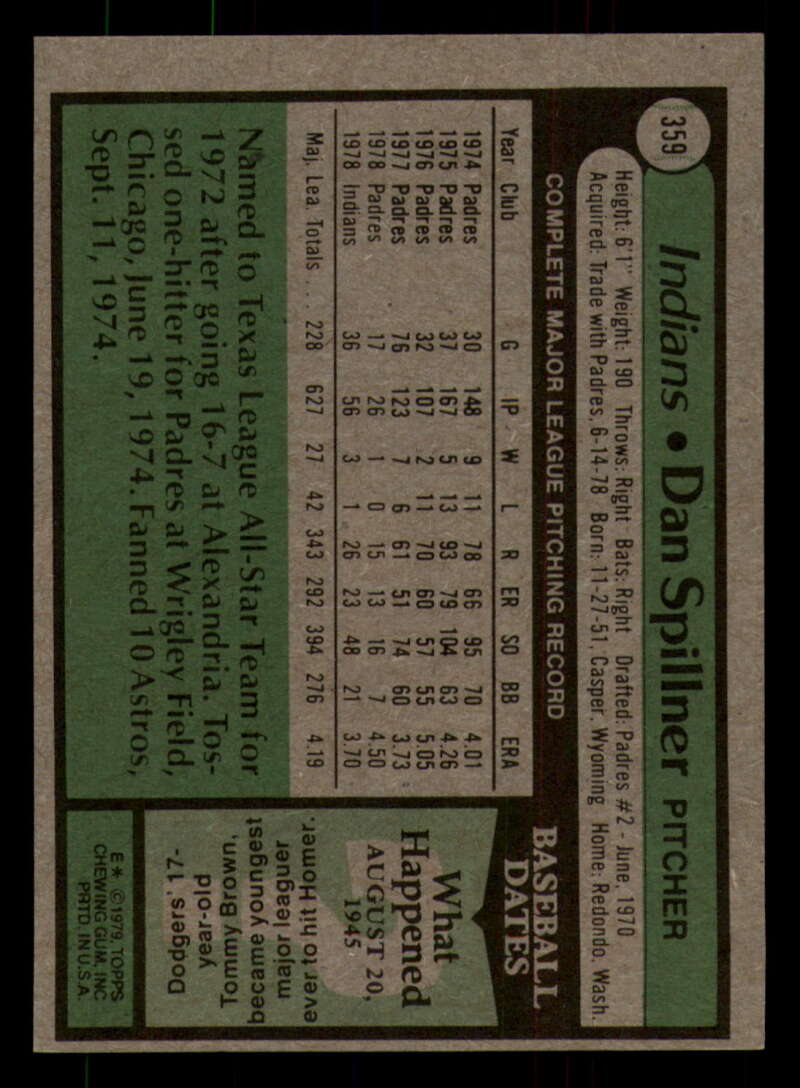 359
Indians • Dan Spillner PITCHER
Height: 6'1" Weight: 190 Throws: Right Bats: Right Drafted: Padres #2 - June, 1970
Acquired: Trade with Padres, 6-14-78 Born: 11-27-51, Casper, Wyoming Home: Redondo, Wash.
COMPLETE MAJOR LEAGUE PITCHING RECORD
Year Club G IP W L R ER SO BB ERA
1974 Padres 30 148 9 11 78 66 95 70 4.01
1975 Padres 37 167 5 13 93 79 104 63 4.26
1976 Padres 32 107 2 11 70 60 57 55 5.05
1977 Padres 76 123 7 6 61 51 74 60 3.73
1978 Padres 17 26 1 0 15 13 16 7 4.50
1978 Indians 36 56 3 1 26 23 48 21 3.70
Maj. Lea. Totals . . . 228 627 27 42 343 292 394 276 4.19
Named to Texas League All-Star Team for
1972 after going 16-7 at Alexandria. Tos-
sed one-hitter for Padres at Wrigley Field,
Chicago, June 19, 1974. Fanned 10 Astros,
Sept. 11, 1974.
BASEBALL
DATES
What
Happened
AUGUST 20,
1945
Dodgers' 17-
year-old
Tommy Brown,
became youngest
major leaguer
ever to hit Homer.
E* ©1979 TOPPS
CHEWING GUM, INC.
PRTD. IN U.S.A.